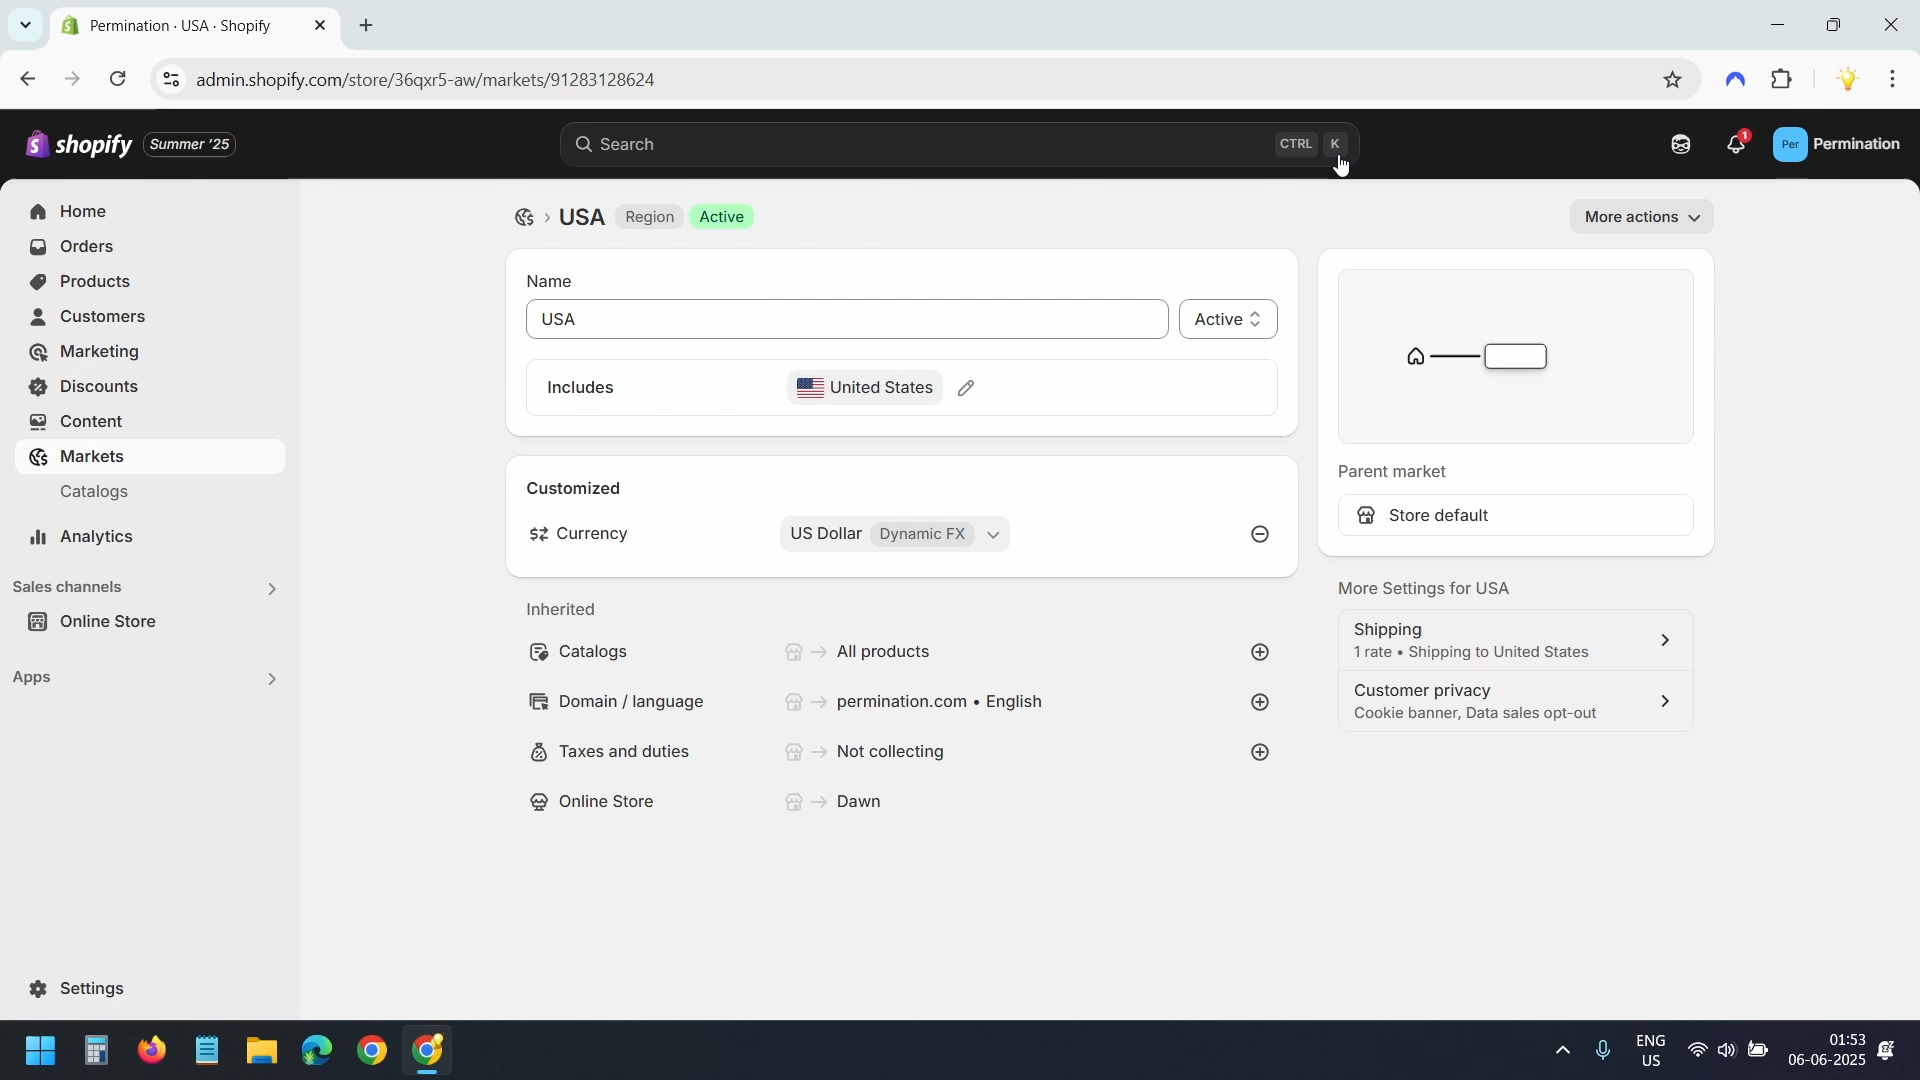 Permination · USA · Shopify
admin.shopify.com/store/36qxr5-aw/markets/91283128624
shopify Summer '25
Search CTRL K
1 Per Permination
Home
Orders
Products
Customers
Marketing
Discounts
Content
Markets
Catalogs
Analytics
Sales channels
Online Store
Apps
Settings
USA Region Active
More actions
Name
USA Active
Includes United States
Customized
Currency US Dollar Dynamic FX
Inherited
Catalogs All products
Domain / language permination.com • English
Taxes and duties Not collecting
Online Store Dawn
Parent market
Store default
More Settings for USA
Shipping
1 rate • Shipping to United States
Customer privacy
Cookie banner, Data sales opt-out
ENG
US
01:53
06-06-2025